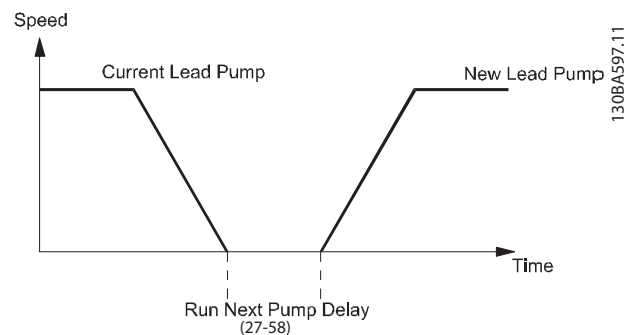 Speed
Current Lead Pump
New Lead Pump
130BA597.11
Time
Run Next Pump Delay
(27-58)